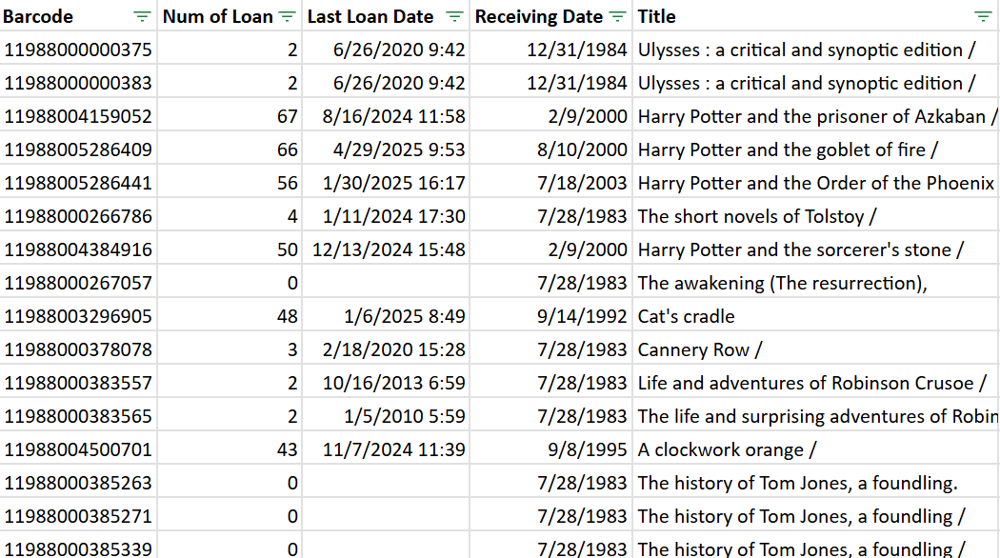 Barcode Num of Loan Last Loan Date Receiving Date Title
11988000000375 2 6/26/2020 9:42 12/31/1984 Ulysses : a critical and synoptic edition /
11988000000383 2 6/26/2020 9:42 12/31/1984 Ulysses : a critical and synoptic edition /
11988004159052 67 8/16/2024 11:58 2/9/2000 Harry Potter and the prisoner of Azkaban /
11988005286409 66 4/29/2025 9:53 8/10/2000 Harry Potter and the goblet of fire /
11988005286441 56 1/30/2025 16:17 7/18/2003 Harry Potter and the Order of the Phoenix
11988000266786 4 1/11/2024 17:30 7/28/1983 The short novels of Tolstoy /
11988004384916 50 12/13/2024 15:48 2/9/2000 Harry Potter and the sorcerer's stone /
11988000267057 0 7/28/1983 The awakening (The resurrection),
11988003296905 48 1/6/2025 8:49 9/14/1992 Cat's cradle
11988000378078 3 2/18/2020 15:28 7/28/1983 Cannery Row /
11988000383557 2 10/16/2013 6:59 7/28/1983 Life and adventures of Robinson Crusoe /
11988000383565 2 1/5/2010 5:59 7/28/1983 The life and surprising adventures of Robin
11988004500701 43 11/7/2024 11:39 9/8/1995 A clockwork orange /
11988000385263 0 7/28/1983 The history of Tom Jones, a foundling.
11988000385271 0 7/28/1983 The history of Tom Jones, a foundling /
11988000385339 0 7/28/1983 The history of Tom Jones, a foundling /